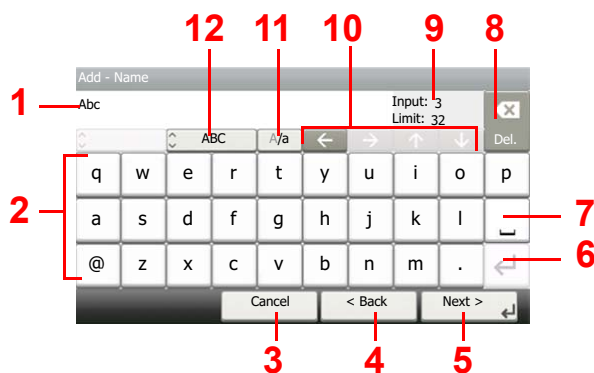 12 11 10 9 8
Add - Name
1 Abc Input: 3
Limit: 32
ABC A/a ← → ↑ ↓ Del.
q w e r t y u i o p
2 a s d f g h j k l 7
@ z x c v b n m . 6
Cancel < Back Next >
3 4 5